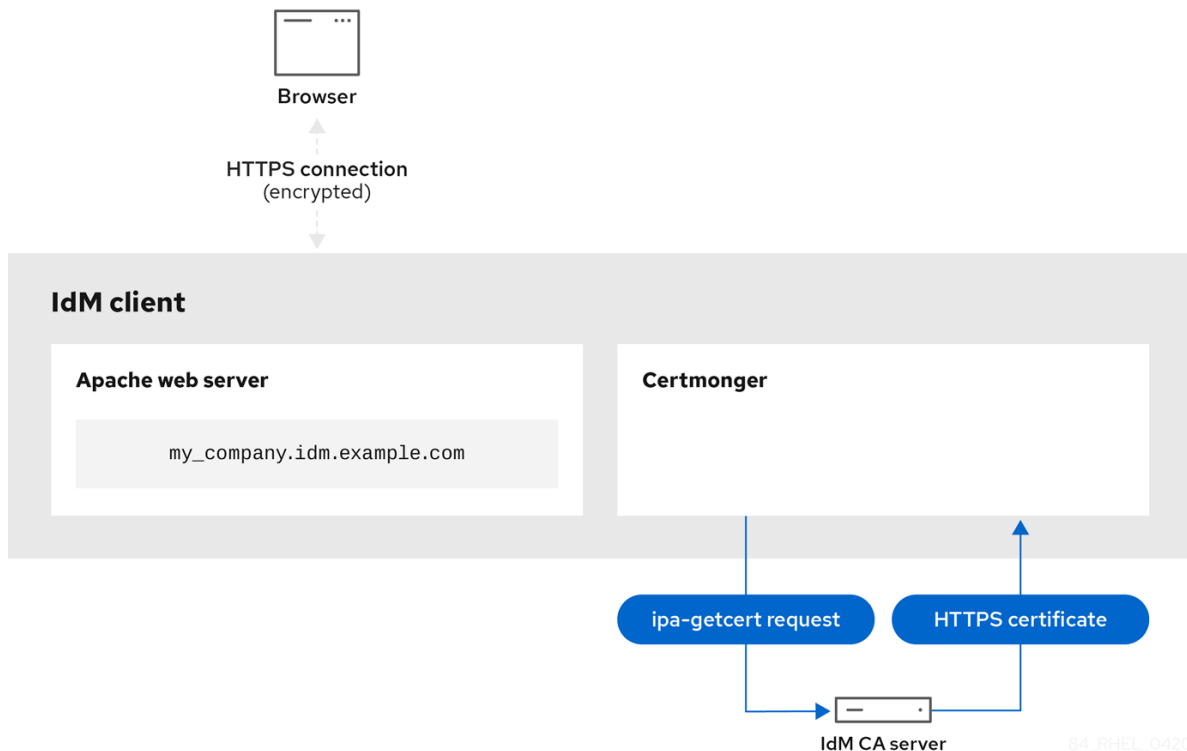 Browser
HTTPS connection
(encrypted)
IdM client
Apache web server
my_company.idm.example.com
Certmonger
ipa-getcert request
HTTPS certificate
IdM CA server
84_RHEL_0420